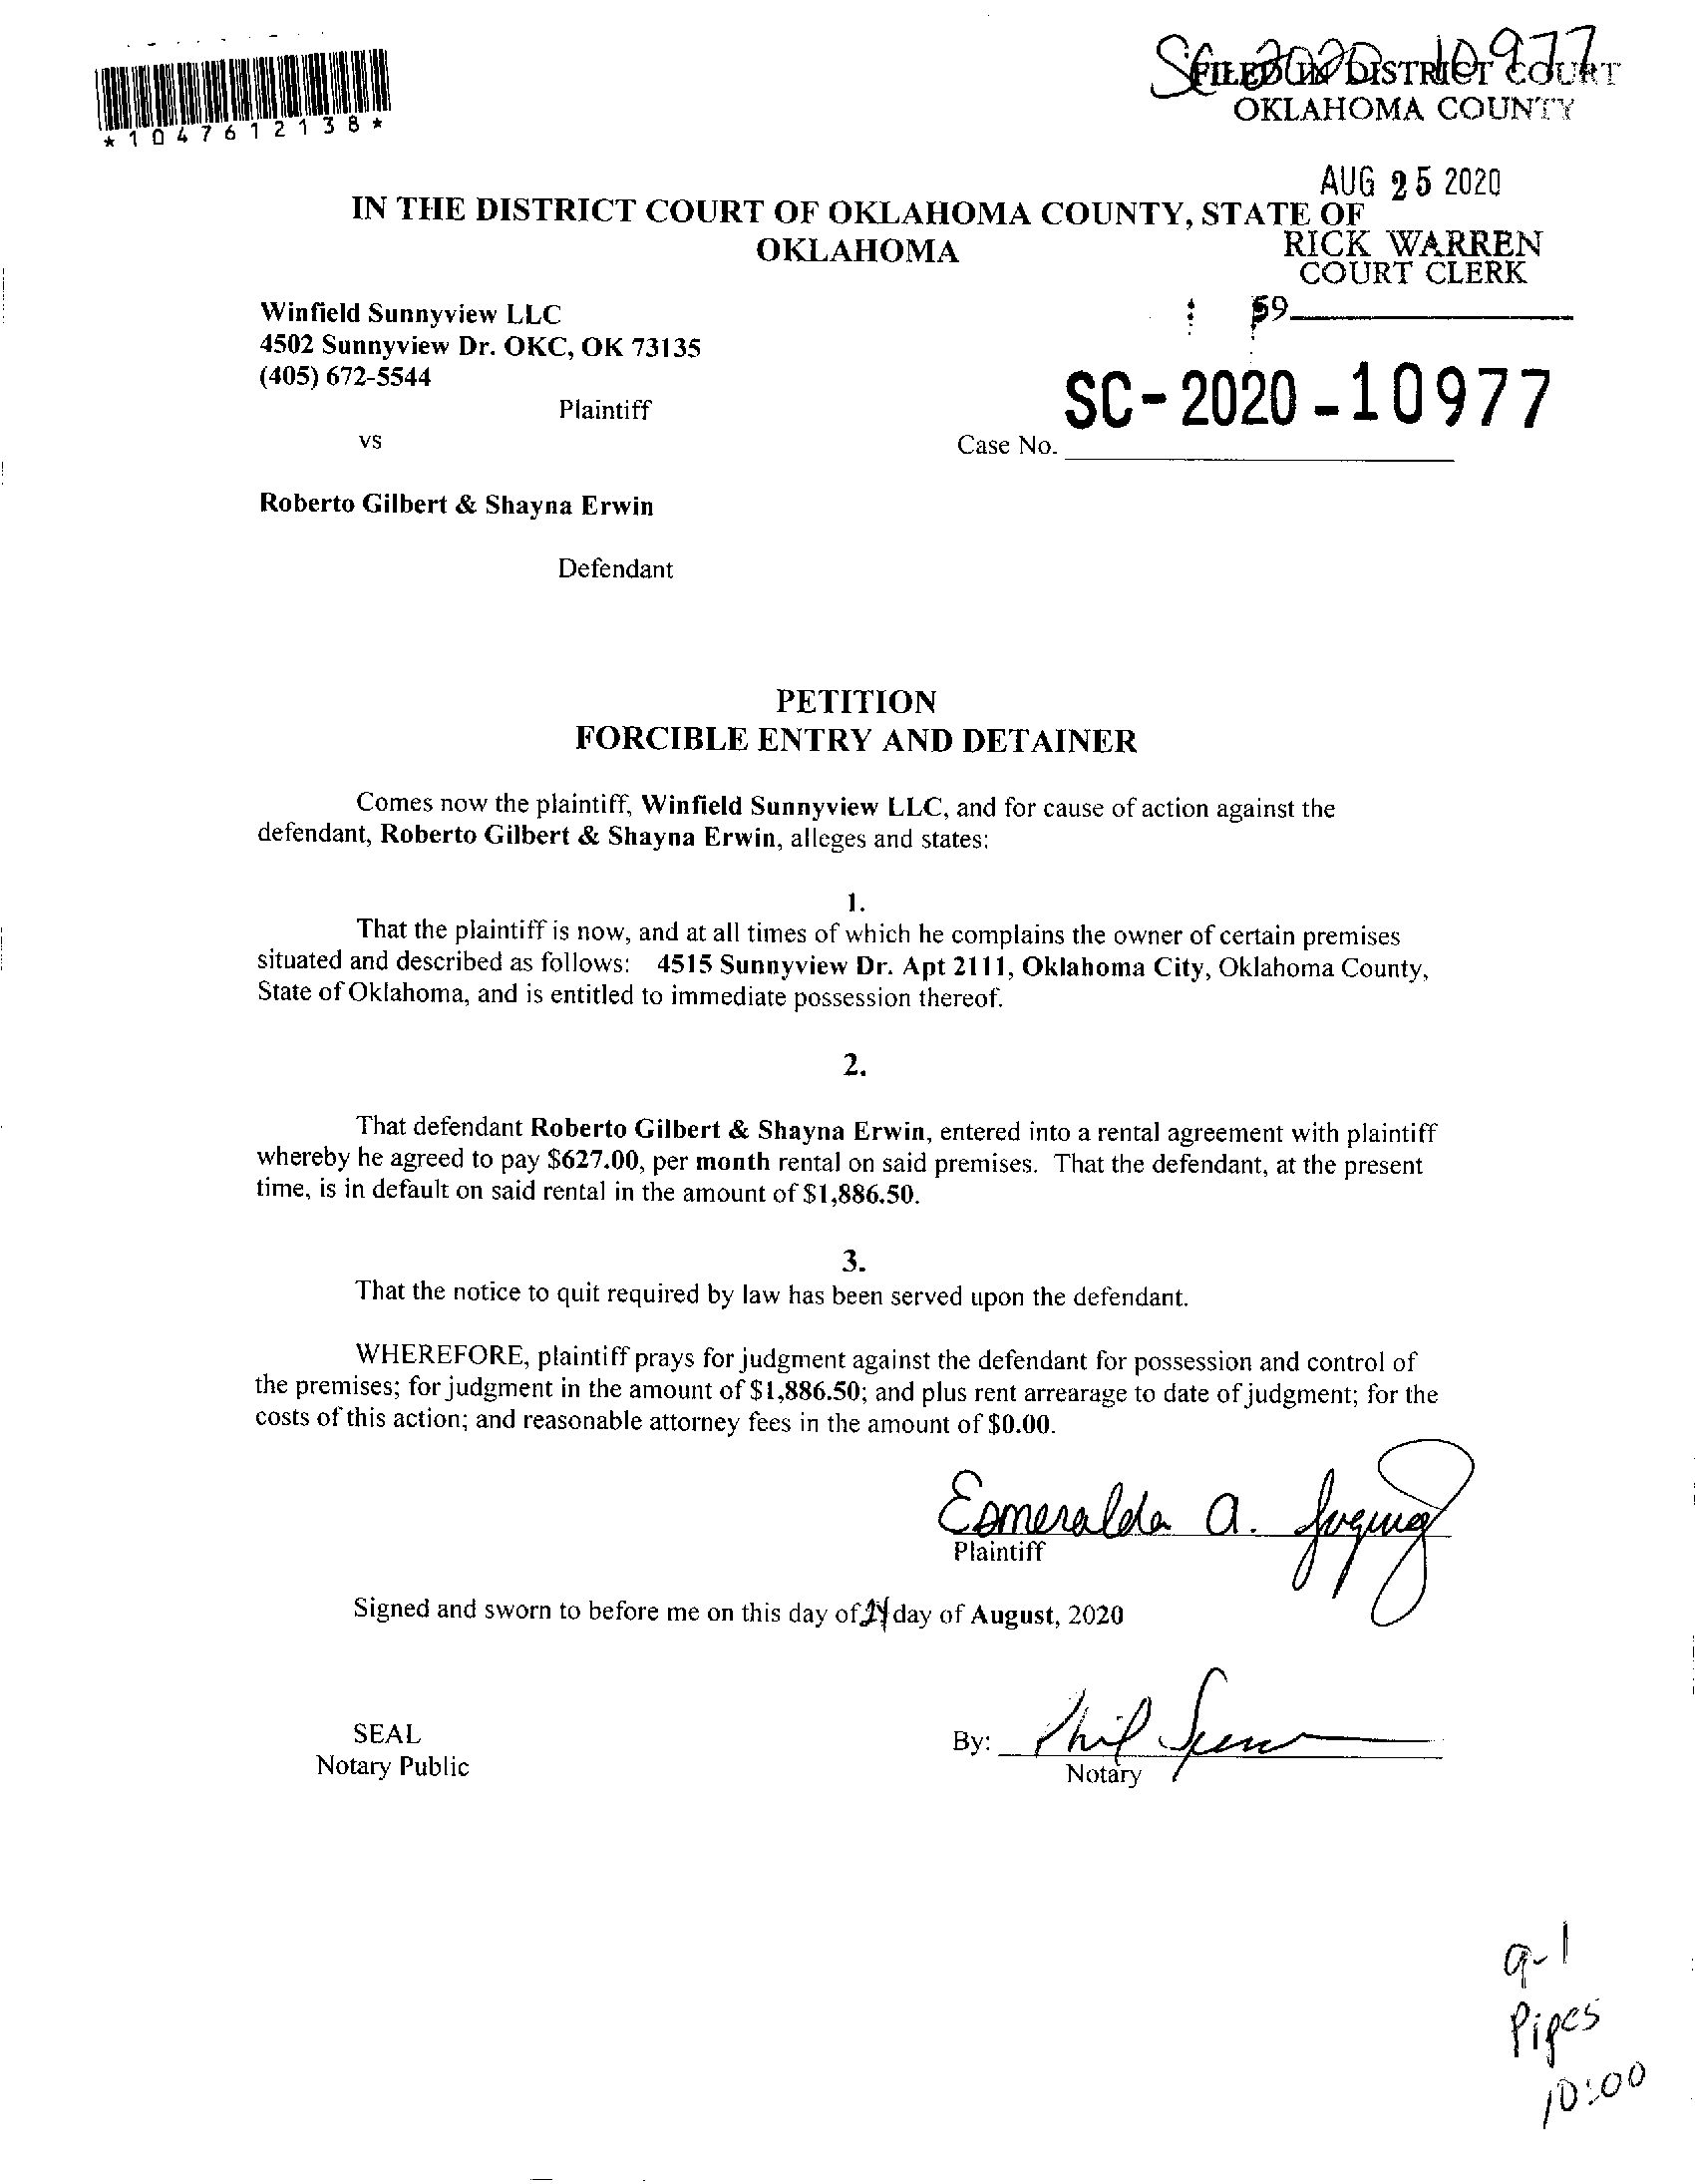 SC-2020-10977
FILED IN DISTRICT COURT
OKLAHOMA COUNTY
*1047612138*
AUG 25 2020
IN THE DISTRICT COURT OF OKLAHOMA COUNTY, STATE OF
OKLAHOMA
RICK WARREN
COURT CLERK
59
Winfield Sunnyview LLC
4502 Sunnyview Dr. OKC, OK 73135
(405) 672-5544
Plaintiff
SC-2020-10977
vs
Case No.
Roberto Gilbert & Shayna Erwin
Defendant
PETITION
FORCIBLE ENTRY AND DETAINER
Comes now the plaintiff, Winfield Sunnyview LLC, and for cause of action against the
defendant, Roberto Gilbert & Shayna Erwin, alleges and states:
1.
That the plaintiff is now, and at all times of which he complains the owner of certain premises
situated and described as follows: 4515 Sunnyview Dr. Apt 2111, Oklahoma City, Oklahoma County,
State of Oklahoma, and is entitled to immediate possession thereof.
2.
That defendant Roberto Gilbert & Shayna Erwin, entered into a rental agreement with plaintiff
whereby he agreed to pay $627.00, per month rental on said premises. That the defendant, at the present
time, is in default on said rental in the amount of $1,886.50.
3.
That the notice to quit required by law has been served upon the defendant.
WHEREFORE, plaintiff prays for judgment against the defendant for possession and control of
the premises; for judgment in the amount of $1,886.50; and plus rent arrearage to date of judgment; for the
costs of this action; and reasonable attorney fees in the amount of $0.00.
Esmeralda A.
Plaintiff
Signed and sworn to before me on this day of 24 day of August, 2020
SEAL
Notary Public
By: Phil
Notary
9-1
Pipes
10:00